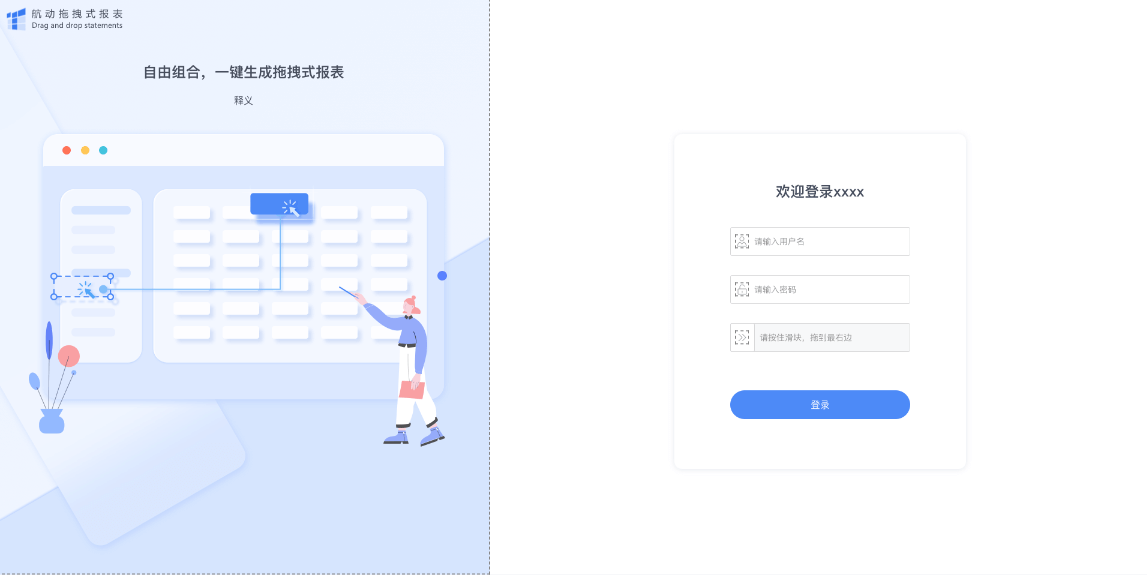 航动拖拽式报表
Drag and drop statements
自由组合，一键生成拖拽式报表
释义
欢迎登录xxxx
请输入用户名
请输入密码
请按住滑块，拖到最右边
登录